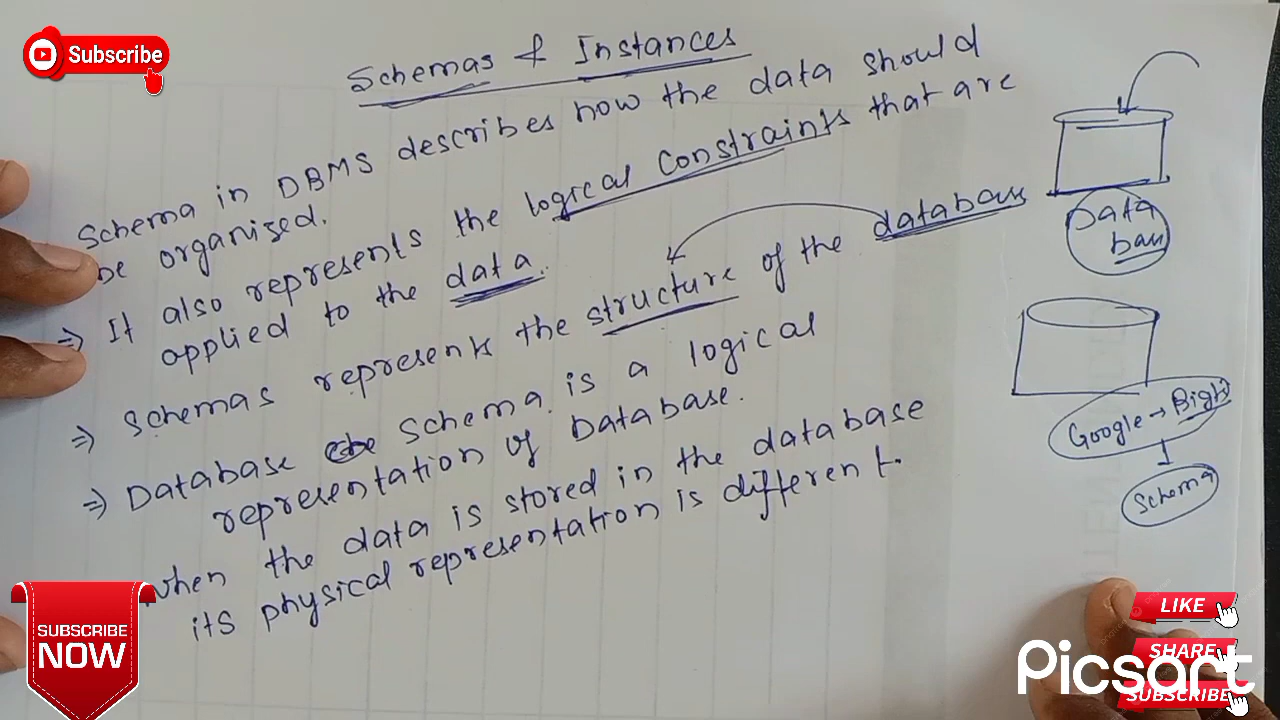 Subscribe
Schemas & Instances
Schema in DBMS describes how the data should
be organised.
⇒ It also represents the logical constraints that are
applied to the data.
⇒ Schemas represents the structure of the database
⇒ Database Schema is a logical
representation of Database.
when the data is stored in the database
its physical representation is different.
Data
base
Google →
Schema
SUBSCRIBE
NOW
LIKE
SHARE
SUBSCRIBE
Picsart